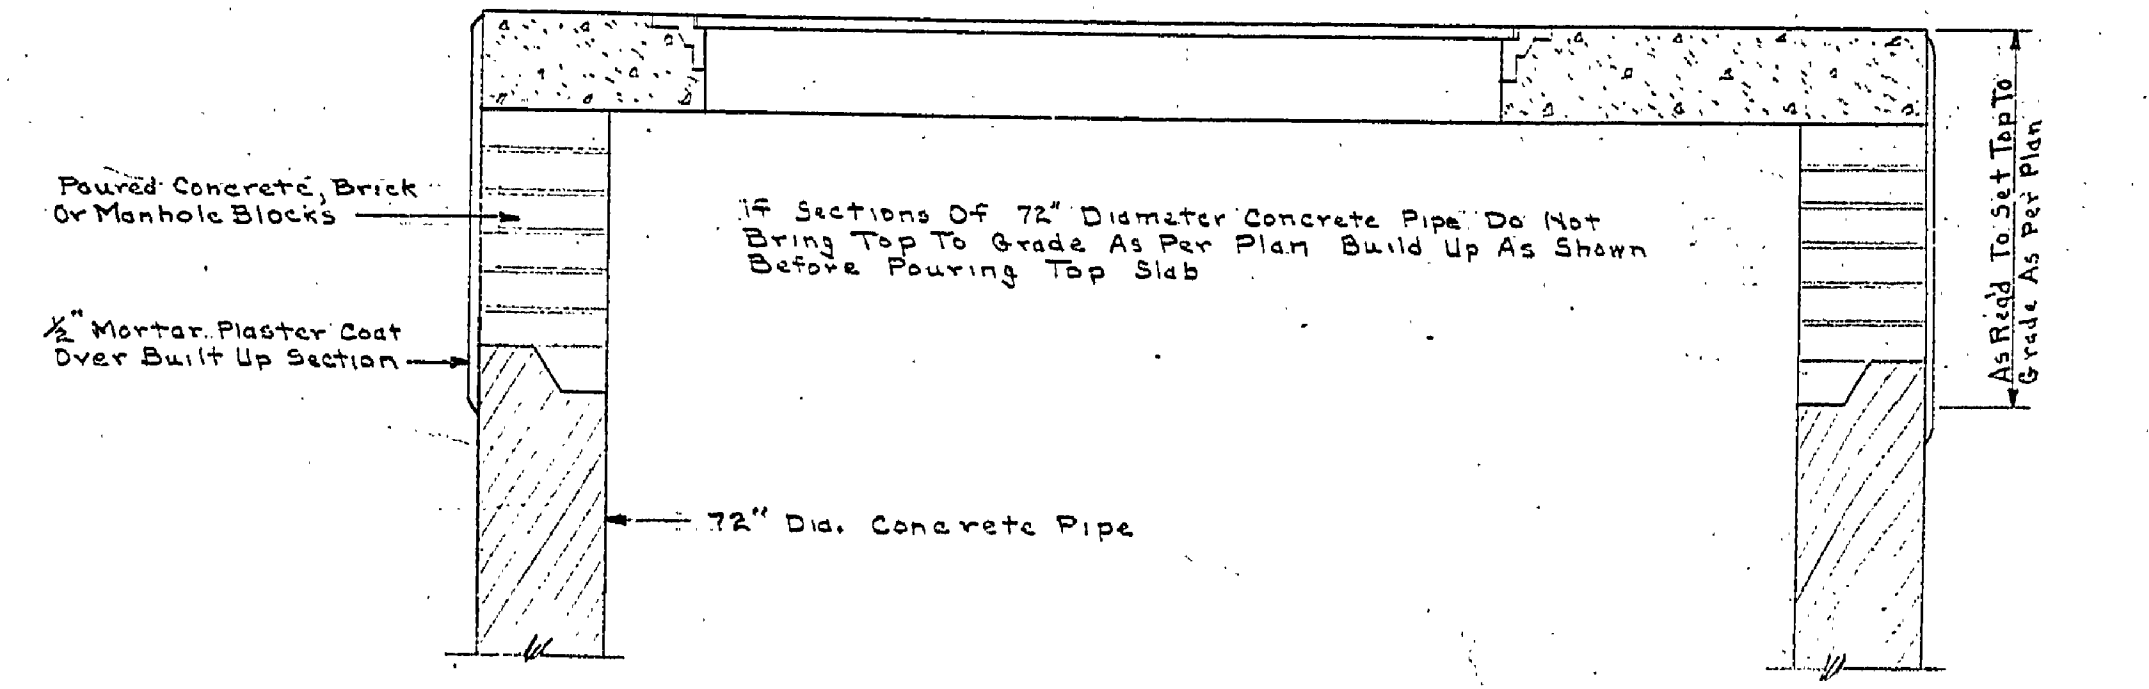 Poured Concrete, Brick
Or Manhole Blocks
If Sections Of 72" Diameter Concrete Pipe Do Not
Bring Top To Grade As Per Plan Build Up As Shown
Before Pouring Top Slab
½" Mortar Plaster Coat
Over Built Up Section
72" Dia. Concrete Pipe
As Req'd To Set Top To
Grade As Per Plan